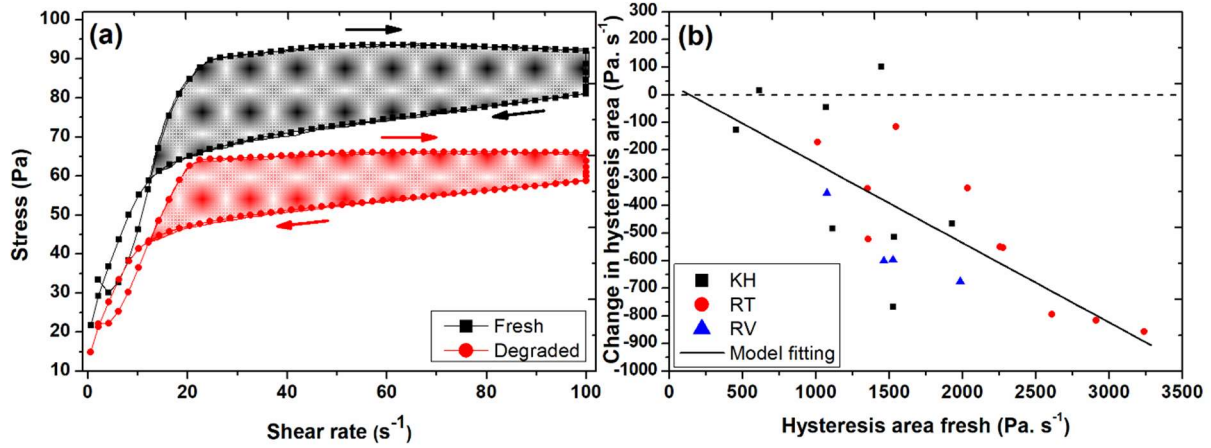 (a)
100
90
80
70
60
50
40
30
20
10
Stress (Pa)
0 20 40 60 80 100
Shear rate (s⁻¹)
Fresh
Degraded
(b)
300
200
100
0
-100
-200
-300
-400
-500
-600
-700
-800
-900
-1000
Change in hysteresis area (Pa. s⁻¹)
KH
RT
RV
Model fitting
0 500 1000 1500 2000 2500 3000 3500
Hysteresis area fresh (Pa. s⁻¹)